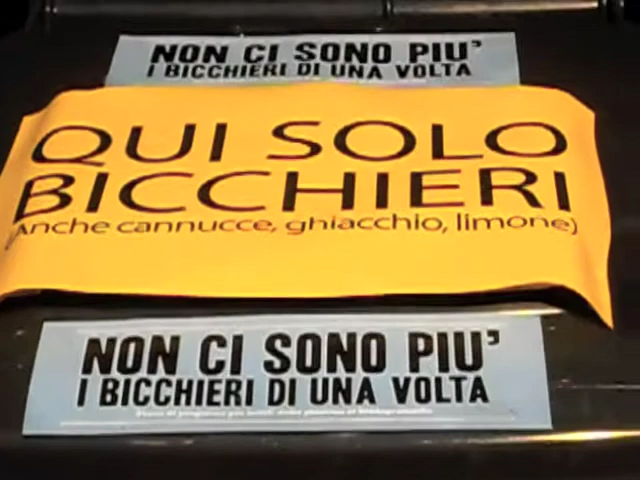 NON CI SONO PIU'
I BICCHIERI DI UNA VOLTA
QUI SOLO
BICCHIERI
(Anche cannucce, ghiacchio, limone)
NON CI SONO PIU'
I BICCHIERI DI UNA VOLTA